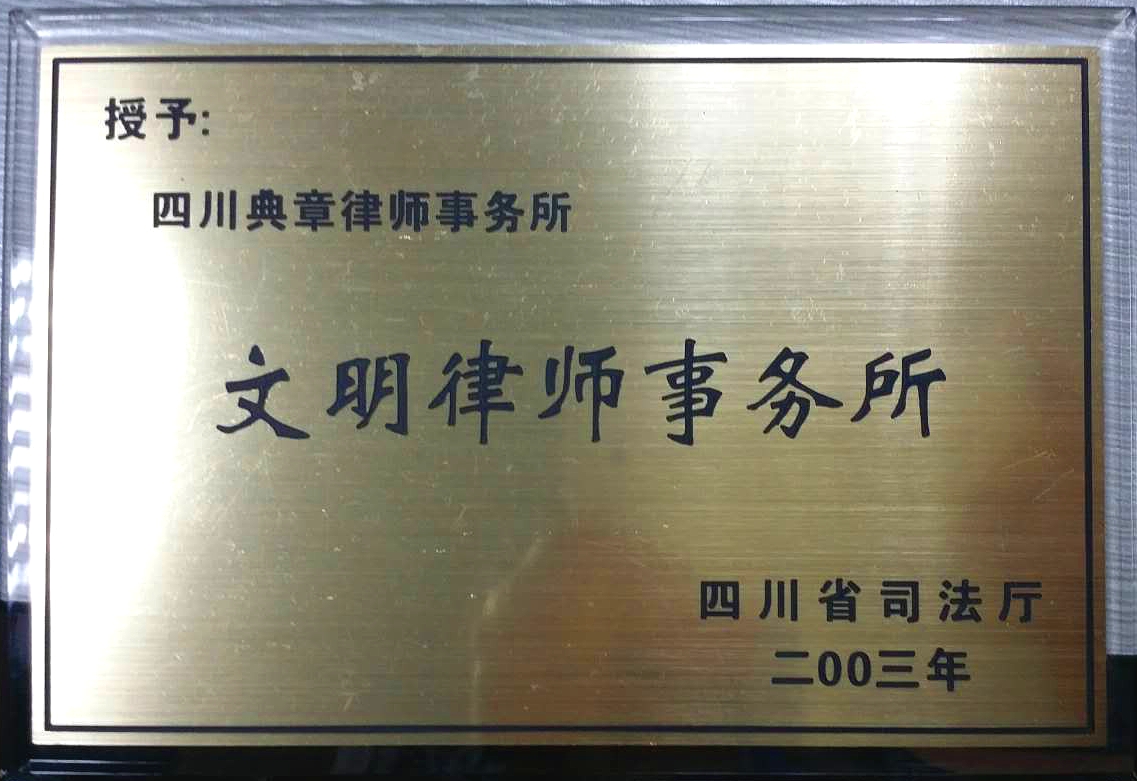 授予:
四川典章律师事务所
文明律师事务所
四川省司法厅
二00三年